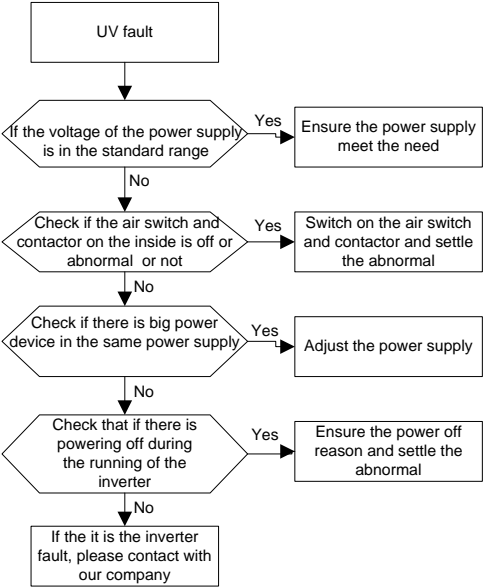 UV fault
If the voltage of the power supply
is in the standard range
Yes
Ensure the power supply
meet the need
No
Check if the air switch and
contactor on the inside is off or
abnormal or not
Yes
Switch on the air switch
and contactor and settle
the abnormal
No
Check if there is big power
device in the same power supply
Yes
Adjust the power supply
No
Check that if there is
powering off during
the running of the
inverter
Yes
Ensure the power off
reason and settle the
abnormal
No
If the it is the inverter
fault, please contact with
our company